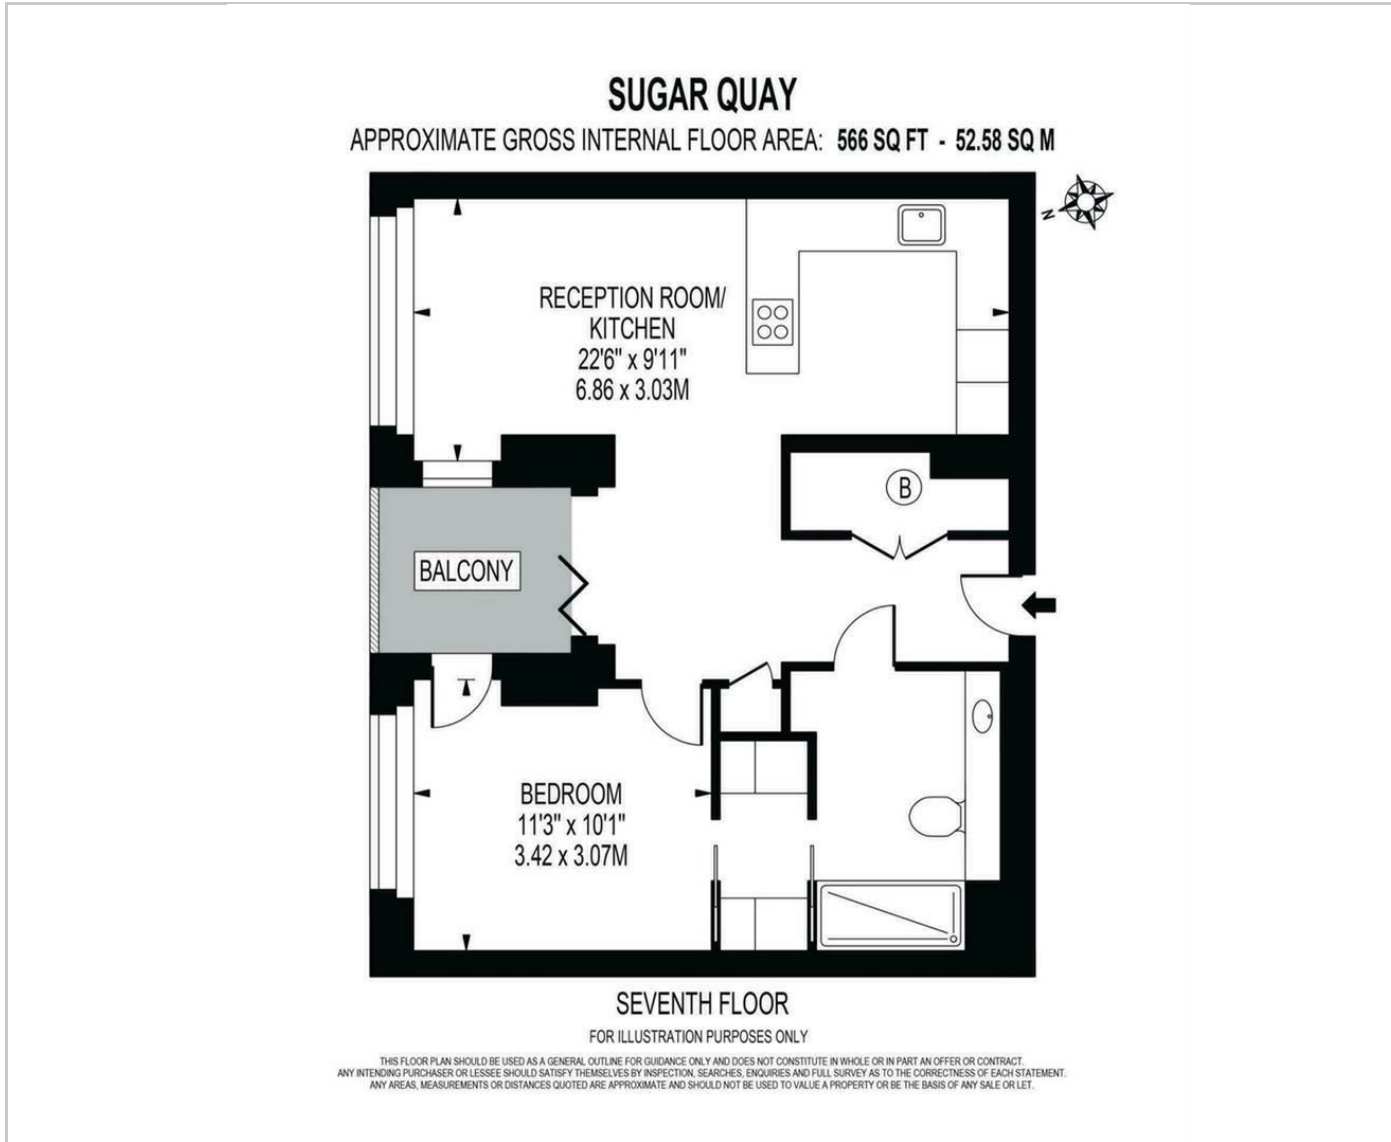 SUGAR QUAY
APPROXIMATE GROSS INTERNAL FLOOR AREA: 566 SQ FT - 52.58 SQ M
N
RECEPTION ROOM/
KITCHEN
22'6" x 9'11"
6.86 x 3.03M
B
BALCONY
BEDROOM
11'3" x 10'1"
3.42 x 3.07M
SEVENTH FLOOR
FOR ILLUSTRATION PURPOSES ONLY
THIS FLOOR PLAN SHOULD BE USED AS A GENERAL OUTLINE FOR GUIDANCE ONLY AND DOES NOT CONSTITUTE IN WHOLE OR IN PART AN OFFER OR CONTRACT.
ANY INTENDING PURCHASER OR LESSEE SHOULD SATISFY THEMSELVES BY INSPECTION, SEARCHES, ENQUIRIES AND FULL SURVEY AS TO THE CORRECTNESS OF EACH STATEMENT.
ANY AREAS, MEASUREMENTS OR DISTANCES QUOTED ARE APPROXIMATE AND SHOULD NOT BE USED TO VALUE A PROPERTY OR BE THE BASIS OF ANY SALE OR LET.